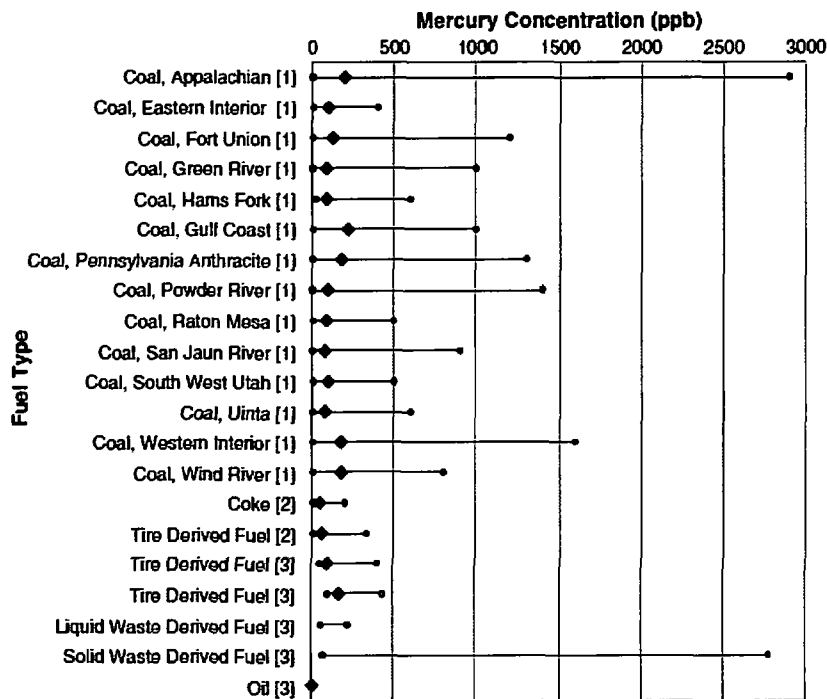 Mercury Concentration (ppb)
0 500 1000 1500 2000 2500 3000
Fuel Type
Coal, Appalachian [1]
Coal, Eastern Interior [1]
Coal, Fort Union [1]
Coal, Green River [1]
Coal, Hams Fork [1]
Coal, Gulf Coast [1]
Coal, Pennsylvania Anthracite [1]
Coal, Powder River [1]
Coal, Raton Mesa [1]
Coal, San Jaun River [1]
Coal, South West Utah [1]
Coal, Uinta [1]
Coal, Western Interior [1]
Coal, Wind River [1]
Coke [2]
Tire Derived Fuel [2]
Tire Derived Fuel [3]
Tire Derived Fuel [3]
Liquid Waste Derived Fuel [3]
Solid Waste Derived Fuel [3]
Oil [3]